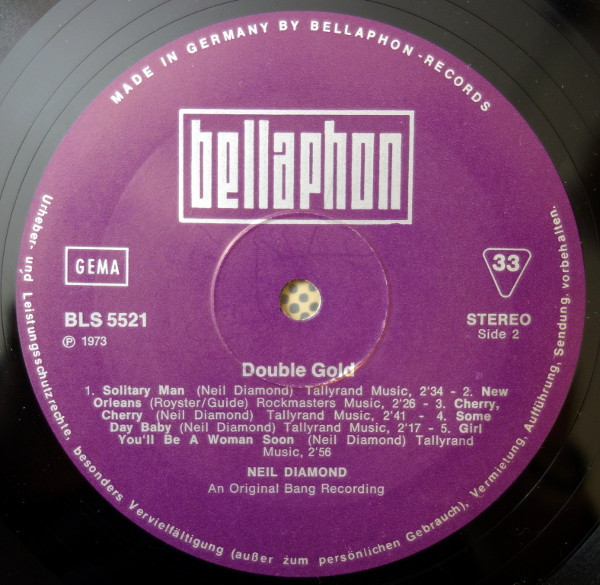 MADE IN GERMANY BY BELLAPHON-RECORDS
bellaphon
GEMA
33
BLS 5521
Ⓟ 1973
STEREO
Side 2
Double Gold
1. Solitary Man (Neil Diamond) Tallyrand Music, 2'34 - 2. New
Orleans (Royster/Guide) Rockmasters Music, 2'26 - 3. Cherry,
Cherry (Neil Diamond) Tallyrand Music, 2'41 - 4. Some
Day Baby (Neil Diamond) Tallyrand Music, 2'17 - 5. Girl
You'll Be A Woman Soon (Neil Diamond) Tallyrand
Music, 2'56
NEIL DIAMOND
An Original Bang Recording
Urheber- und Leistungsschutzrechte, besonders Vervielfältigung (außer zum persönlichen Gebrauch), Vermietung, Aufführung, Sendung, vorbehalten.